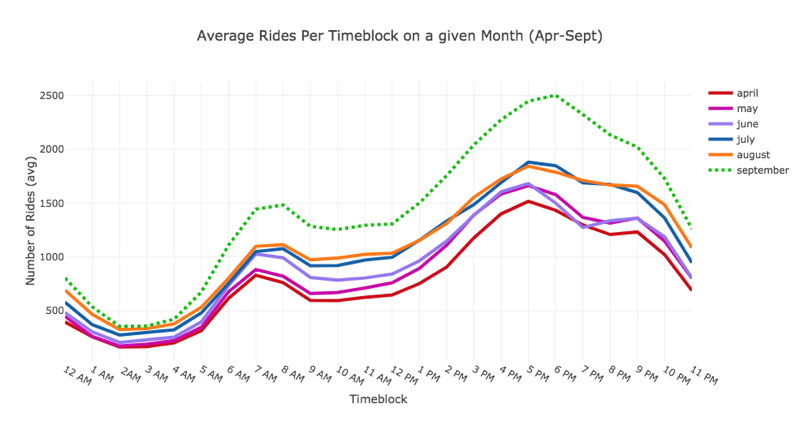 Average Rides Per Timeblock on a given Month (Apr-Sept)
Number of Rides (avg)
2500
2000
1500
1000
500
12 AM
1 AM
2AM
3 AM
4 AM
5 AM
6 AM
7 AM
8 AM
9 AM
10 AM
11 AM
12 PM
1 PM
2 PM
3 PM
4 PM
5 PM
6 PM
7 PM
8 PM
9 PM
10 PM
11 PM
Timeblock
april
may
june
july
august
september